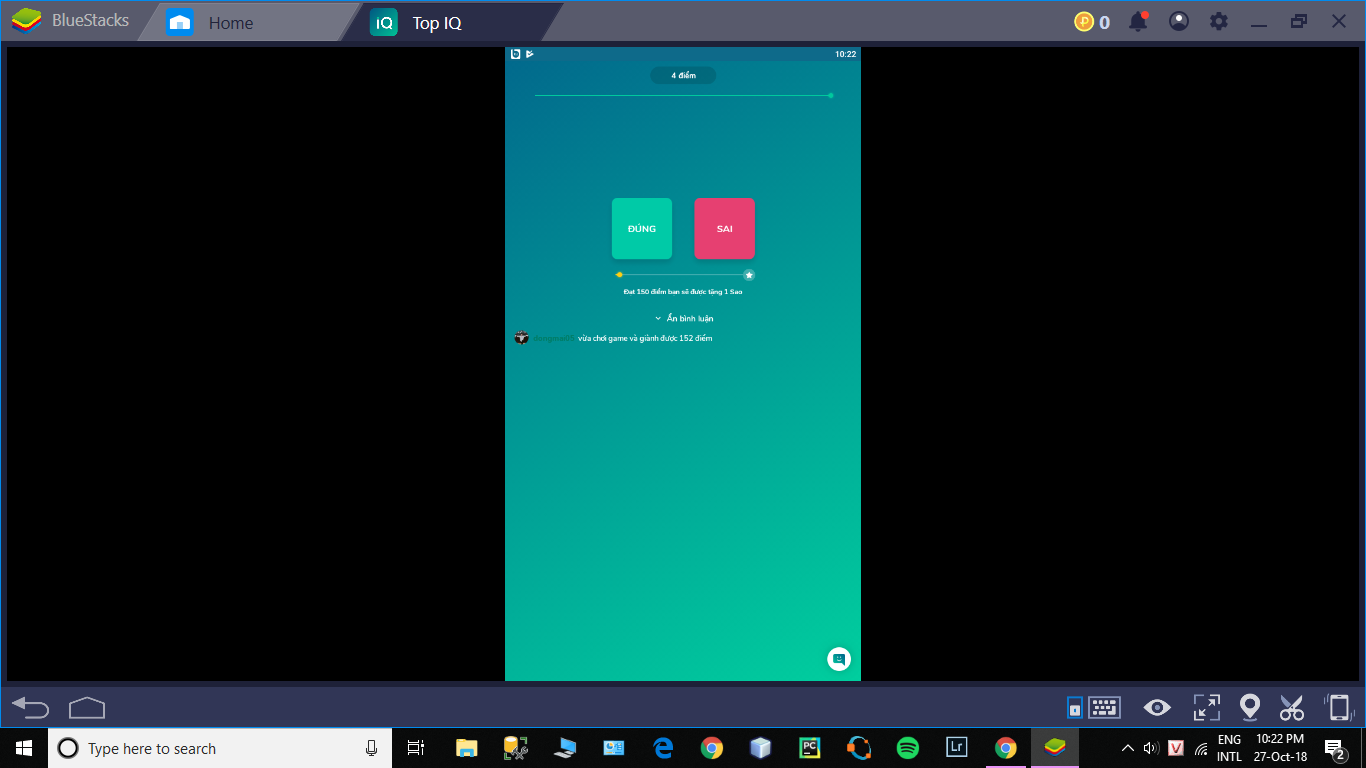 BlueStacks
Home
IQ
Top IQ
0
10:22
4 điểm
ĐÚNG
SAI
Đạt 150 điểm bạn sẽ được tặng 1 Sao
Ẩn bình luận
vừa chơi game và giành được 152 điểm
Type here to search
PC
Lr
V
ENG
INTL
10:22 PM
27-Oct-18
2